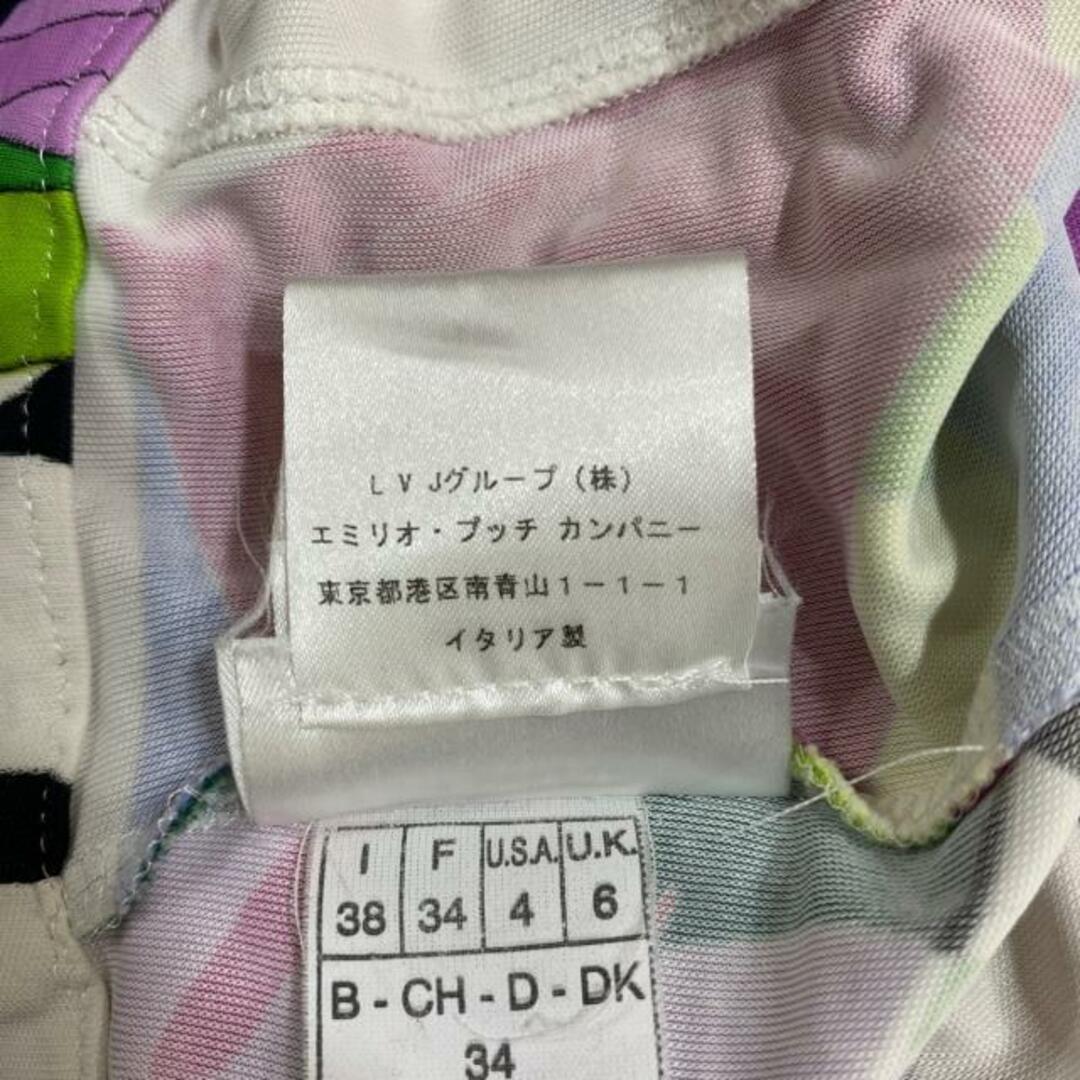 LVJグループ（株）
エミリオ・プッチ カンパニー
東京都港区南青山1－1－1
イタリア製
I F U.S.A. U.K.
38 34 4 6
B - CH - D - DK
34